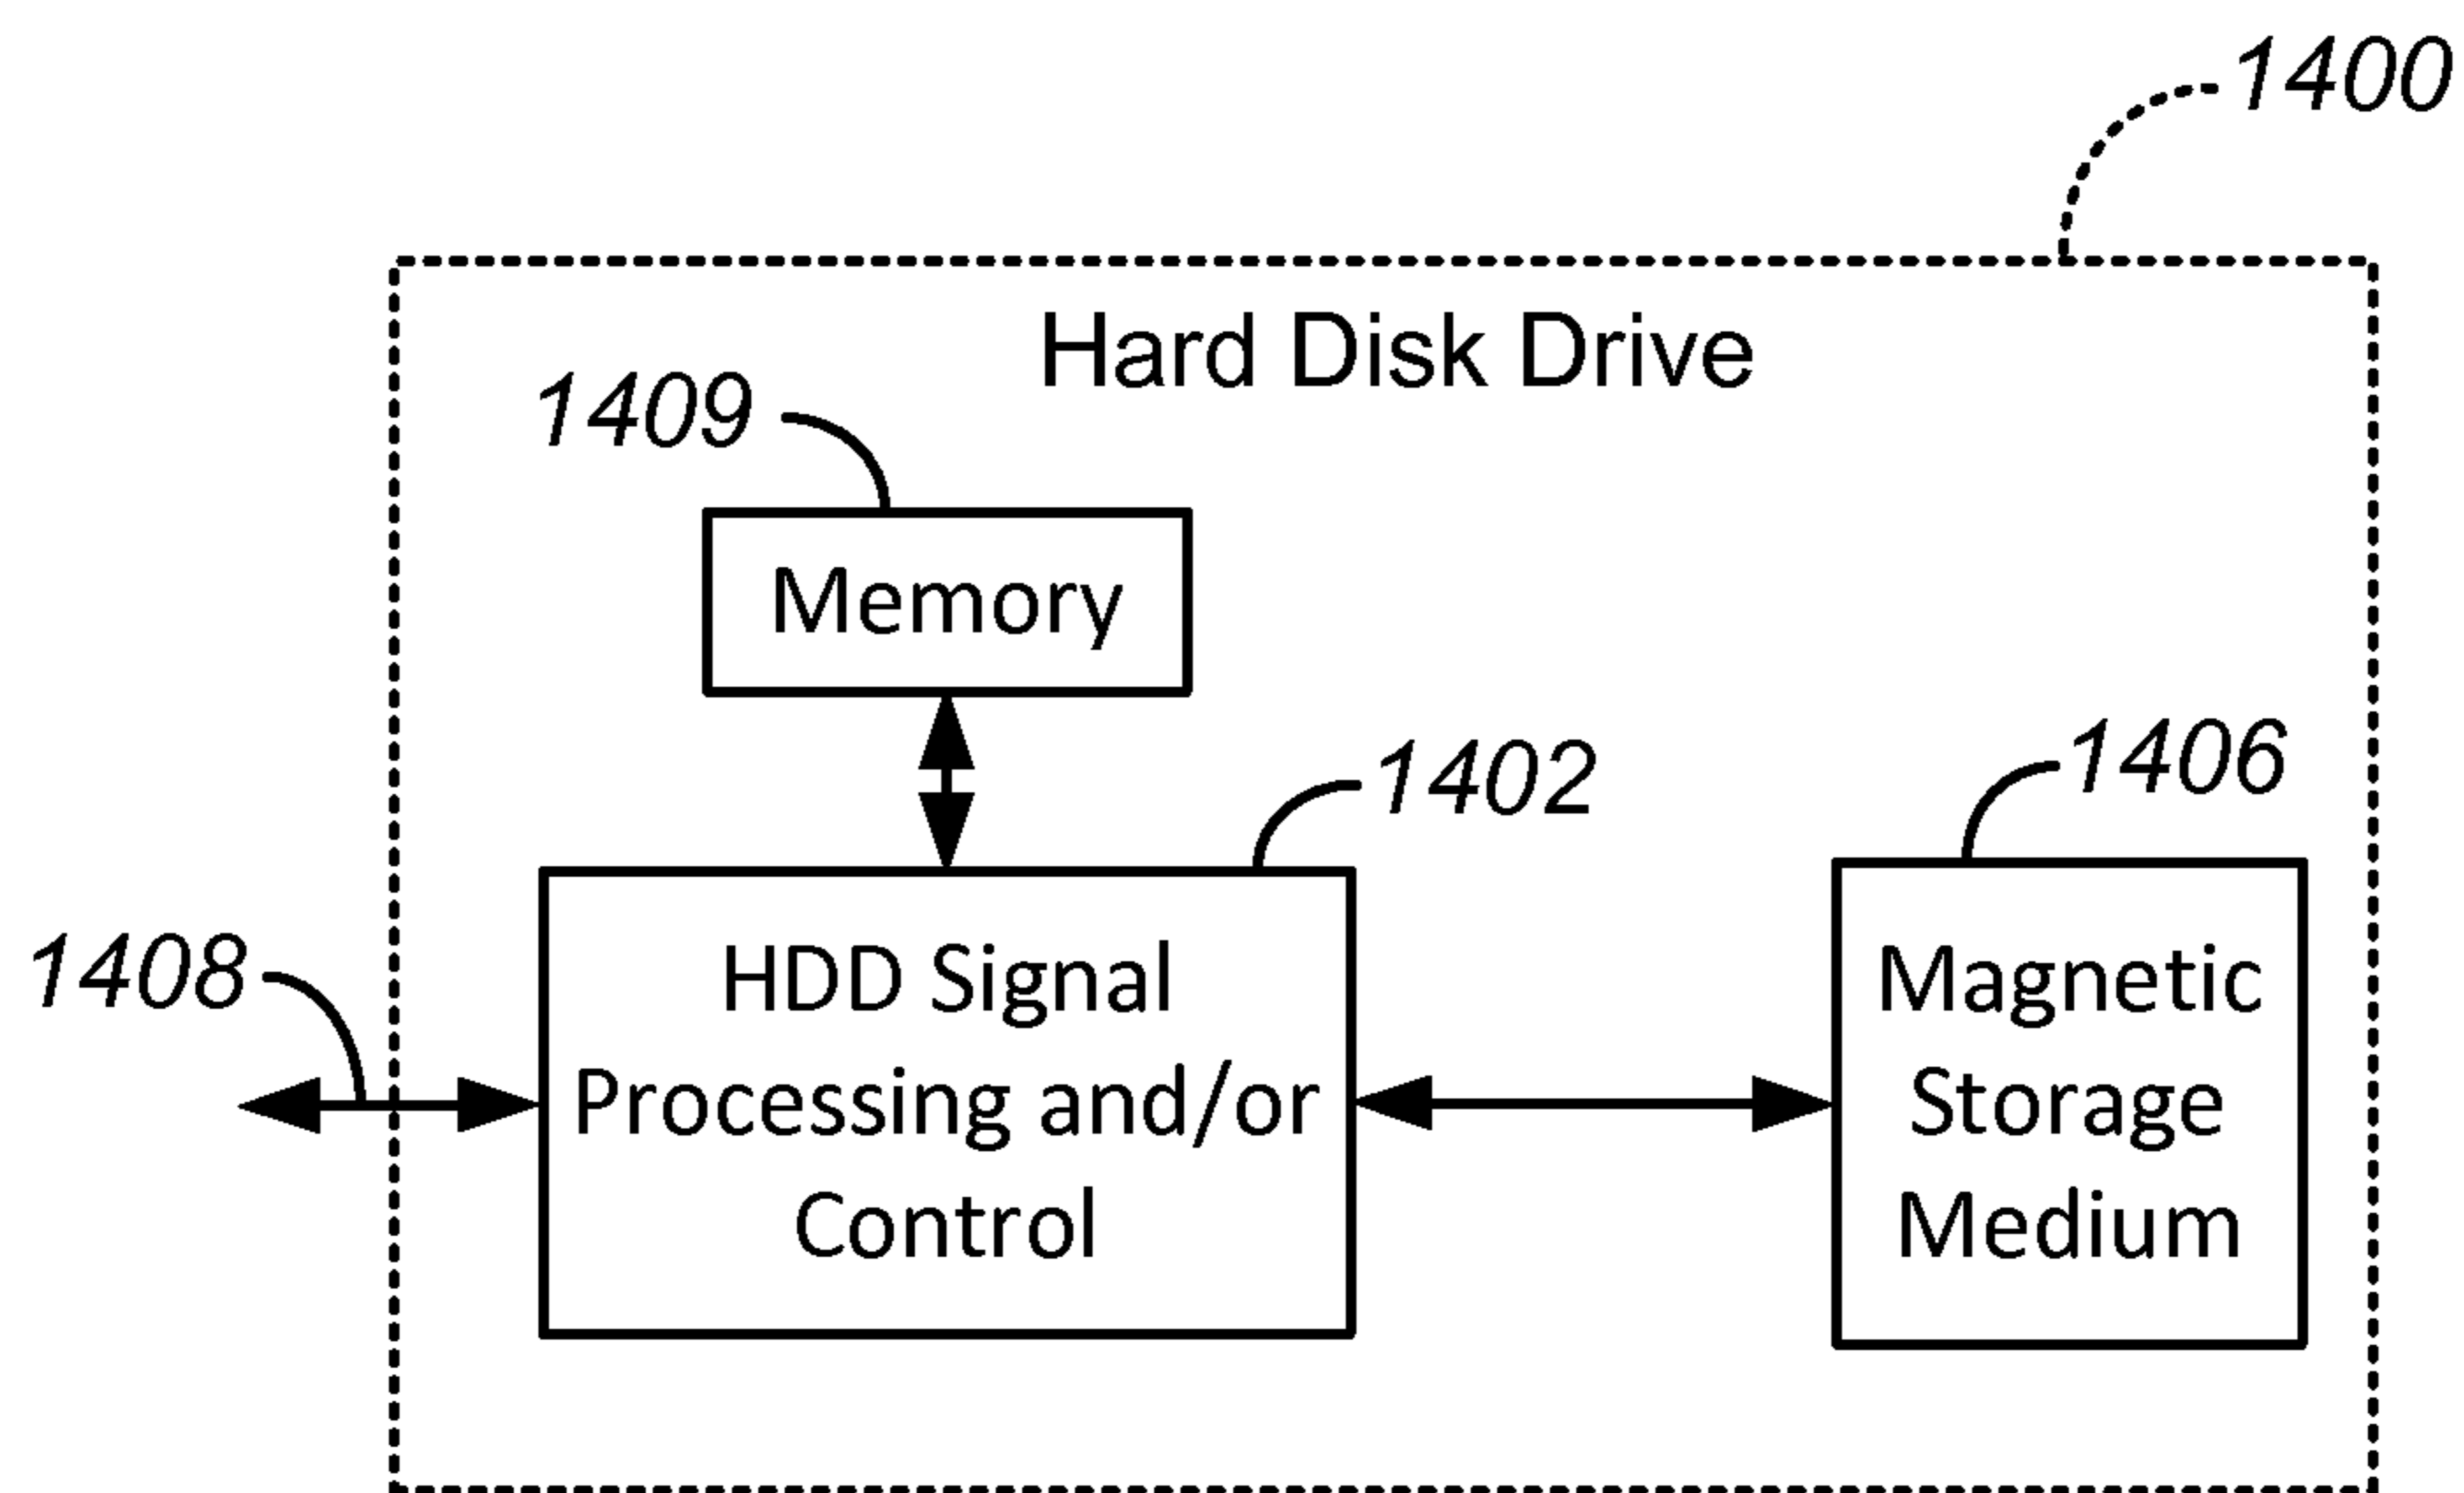 1400
Hard Disk Drive
1409
Memory
1402
1406
1408
HDD Signal
Processing and/or
Control
Magnetic
Storage
Medium